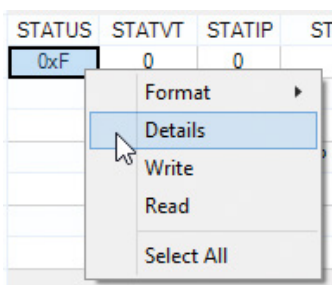 STATUS STATVT STATIP ST
0xF 0 0
Format
Details
Write
Read
Select All